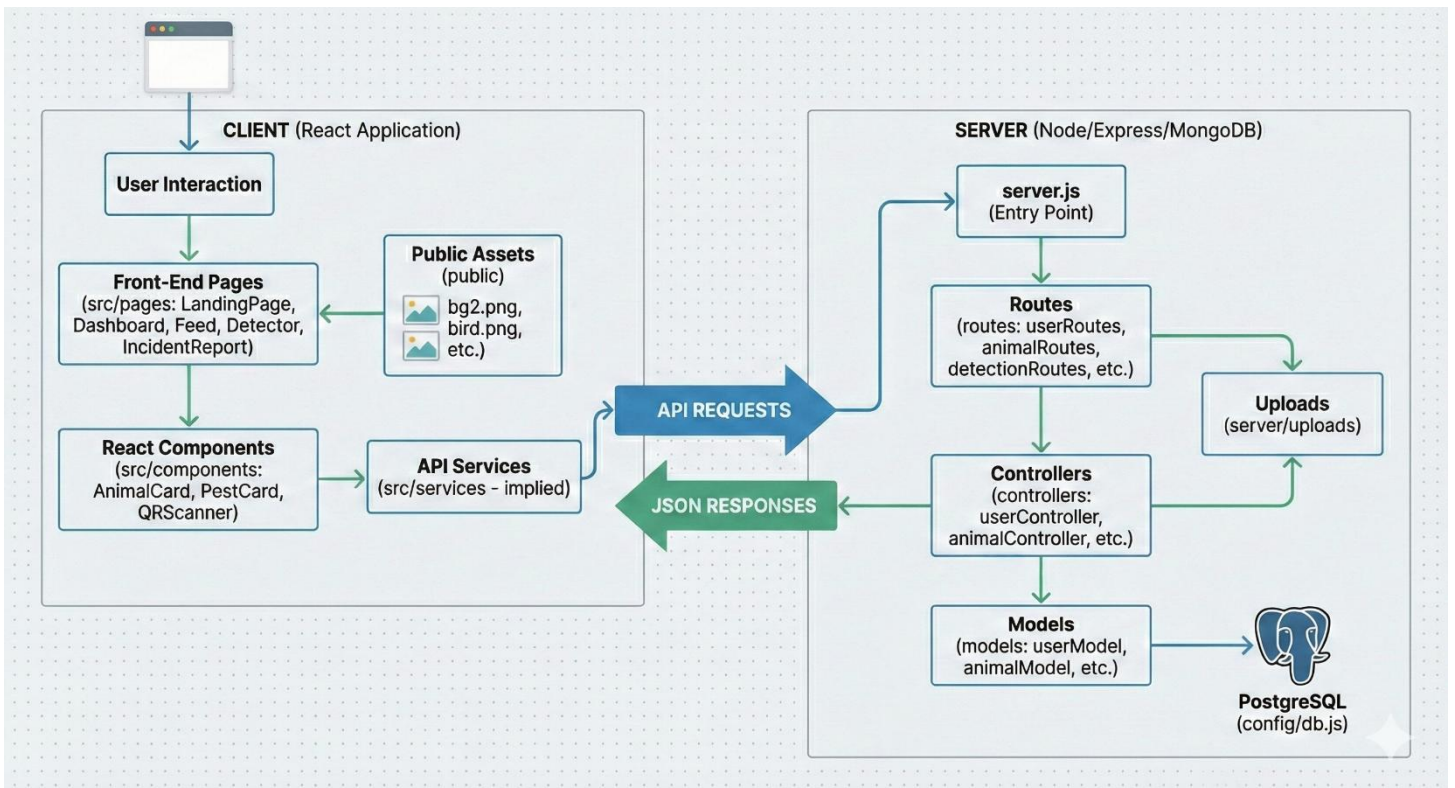 CLIENT (React Application)
User Interaction
Front-End Pages
(src/pages: LandingPage,
Dashboard, Feed, Detector,
IncidentReport)
Public Assets
(public)
bg2.png,
bird.png,
etc.)
React Components
(src/components:
AnimalCard, PestCard,
QRScanner)
API Services
(src/services - implied)
API REQUESTS
JSON RESPONSES
SERVER (Node/Express/MongoDB)
server.js
(Entry Point)
Routes
(routes: userRoutes,
animalRoutes,
detectionRoutes, etc.)
Uploads
(server/uploads)
Controllers
(controllers:
userController,
animalController, etc.)
Models
(models: userModel,
animalModel, etc.)
PostgreSQL
(config/db.js)